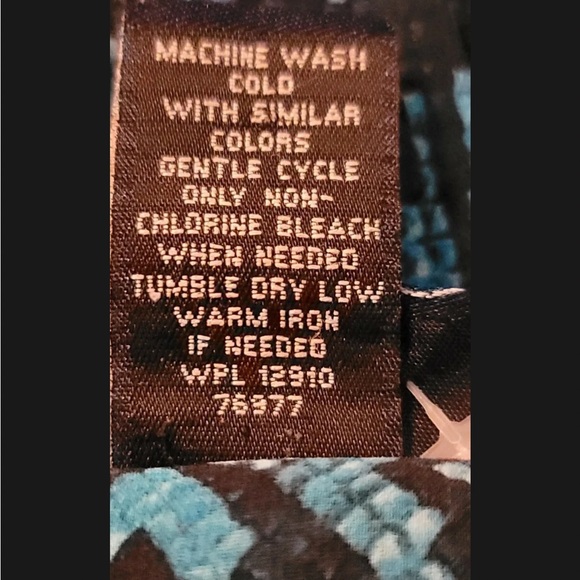 MACHINE WASH
COLD
WITH SIMILAR
COLORS
GENTLE CYCLE
ONLY NON-
CHLORINE BLEACH
WHEN NEEDED
TUMBLE DRY LOW
WARM IRON
IF NEEDED
WPL 12910
76977